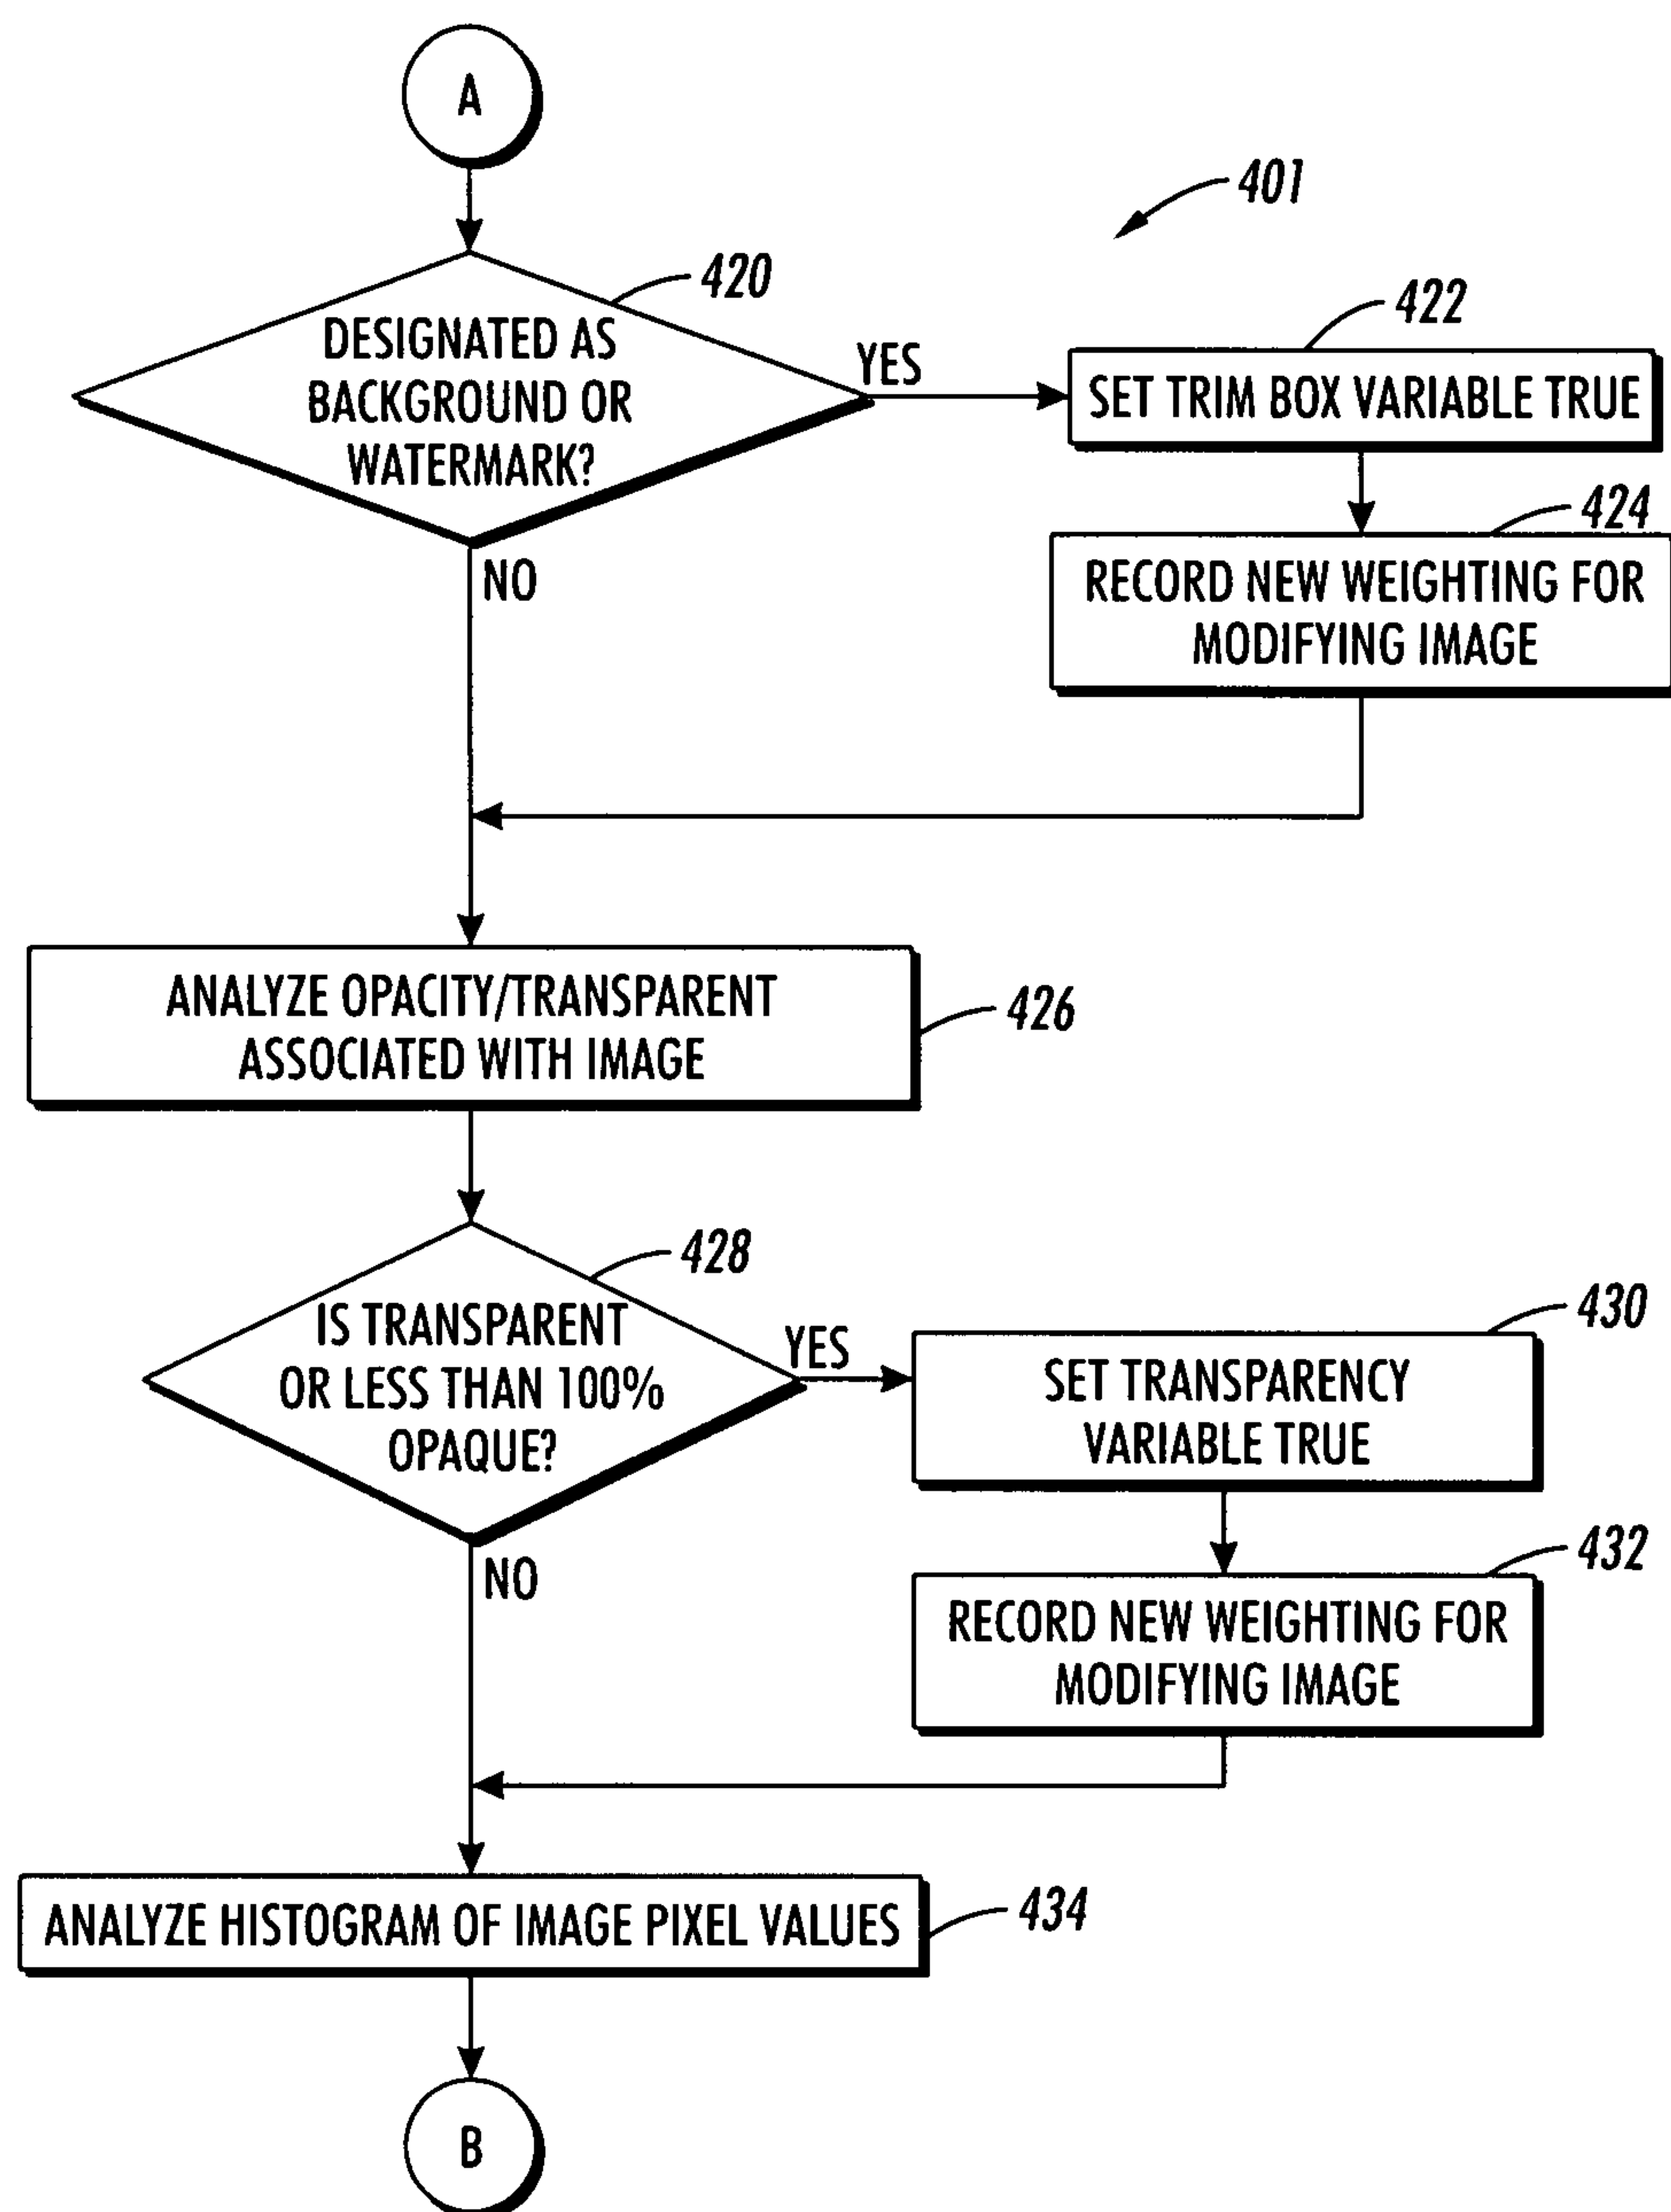 A
401
420
DESIGNATED AS
BACKGROUND OR
WATERMARK?
YES
422
SET TRIM BOX VARIABLE TRUE
424
RECORD NEW WEIGHTING FOR
MODIFYING IMAGE
NO
ANALYZE OPACITY/TRANSPARENT
ASSOCIATED WITH IMAGE
426
428
IS TRANSPARENT
OR LESS THAN 100%
OPAQUE?
YES
430
SET TRANSPARENCY
VARIABLE TRUE
NO
432
RECORD NEW WEIGHTING FOR
MODIFYING IMAGE
ANALYZE HISTOGRAM OF IMAGE PIXEL VALUES
434
B